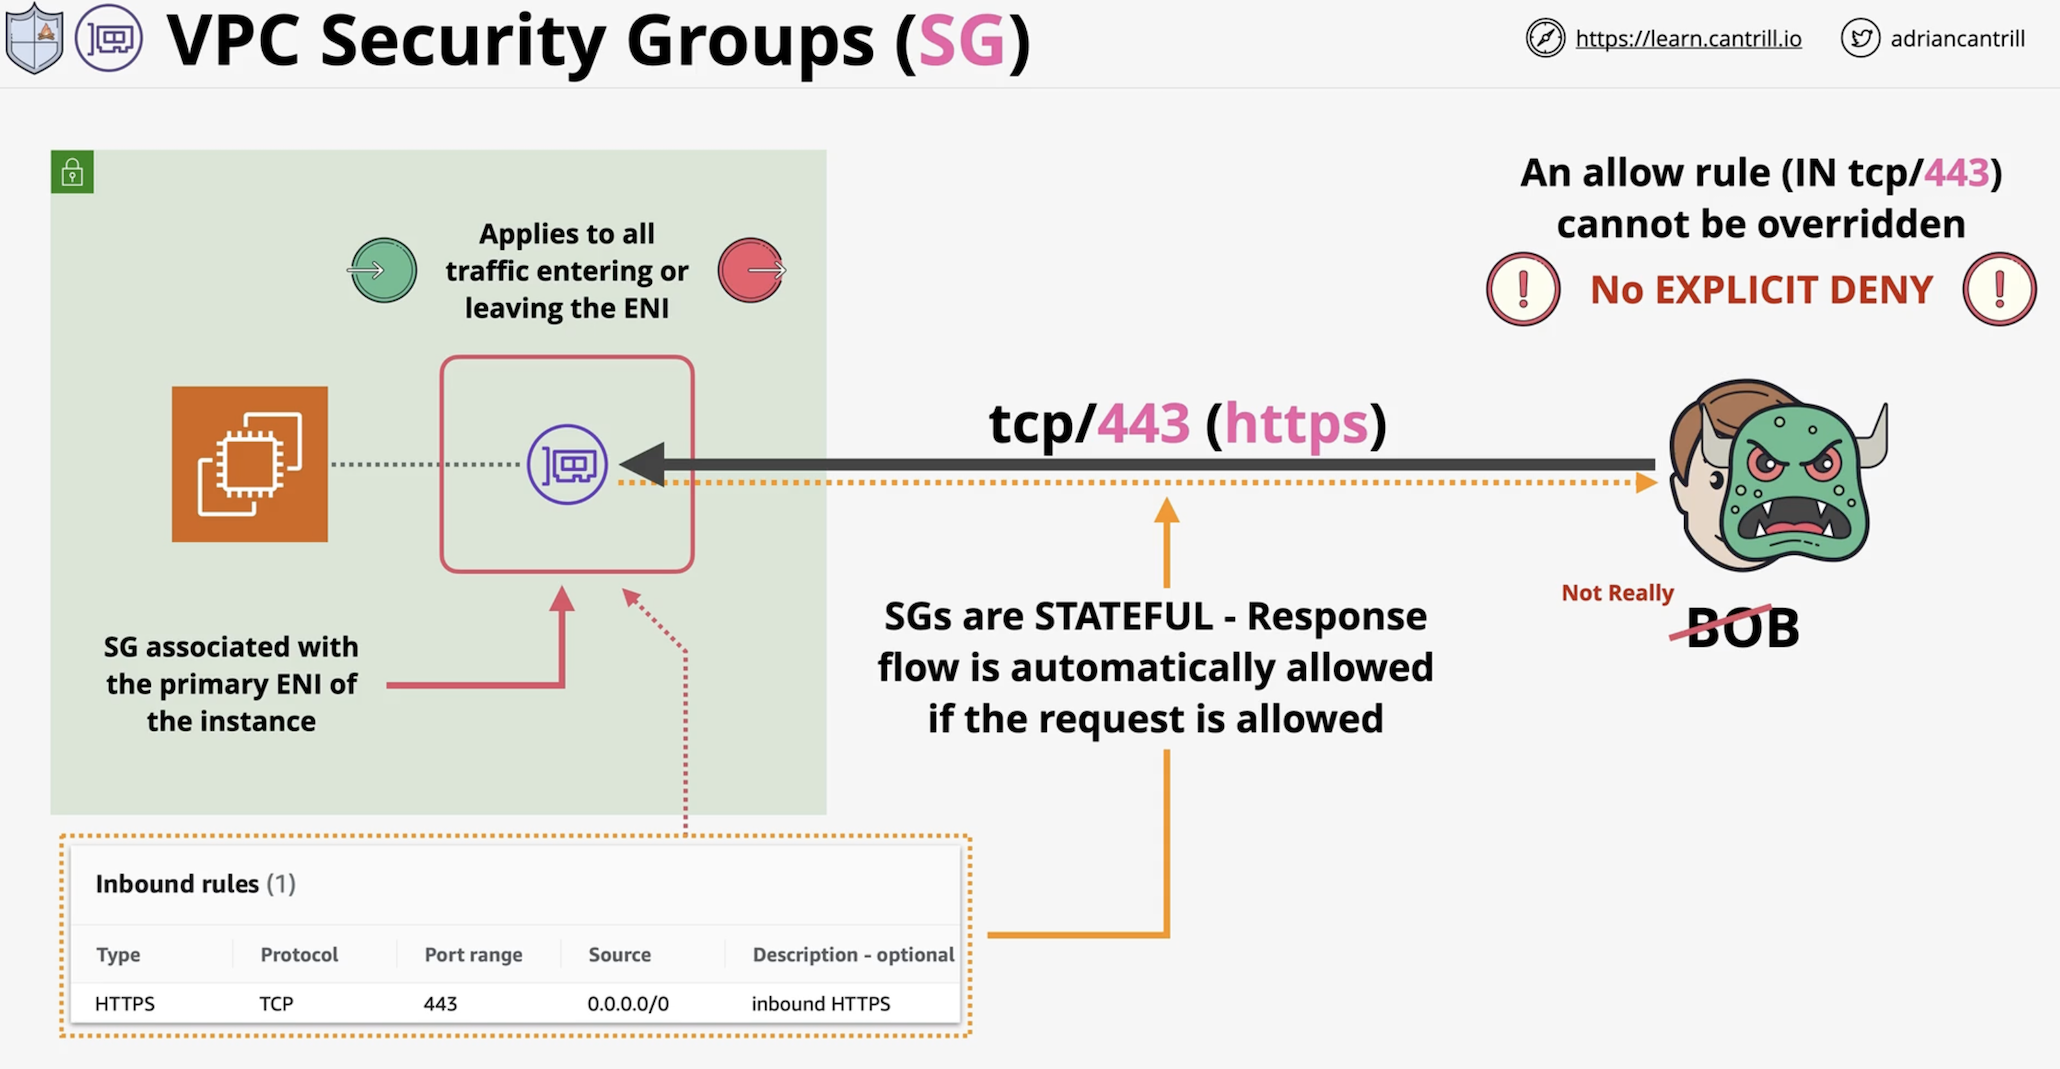 VPC Security Groups (SG)
https://learn.cantrill.io
adriancantrill
Applies to all
traffic entering or
leaving the ENI
An allow rule (IN tcp/443)
cannot be overridden
! No EXPLICIT DENY !
tcp/443 (https)
SG associated with
the primary ENI of
the instance
SGs are STATEFUL - Response
flow is automatically allowed
if the request is allowed
Not Really
BOB
Inbound rules (1)
Type Protocol Port range Source Description - optional
HTTPS TCP 443 0.0.0.0/0 inbound HTTPS